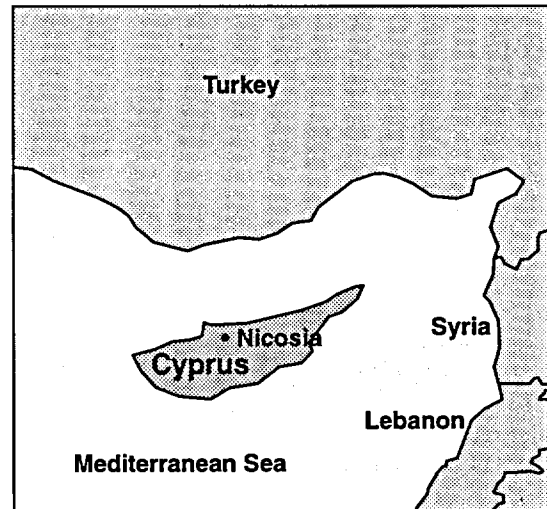 Turkey
Nicosia
Syria
Cyprus
Lebanon
Mediterranean Sea